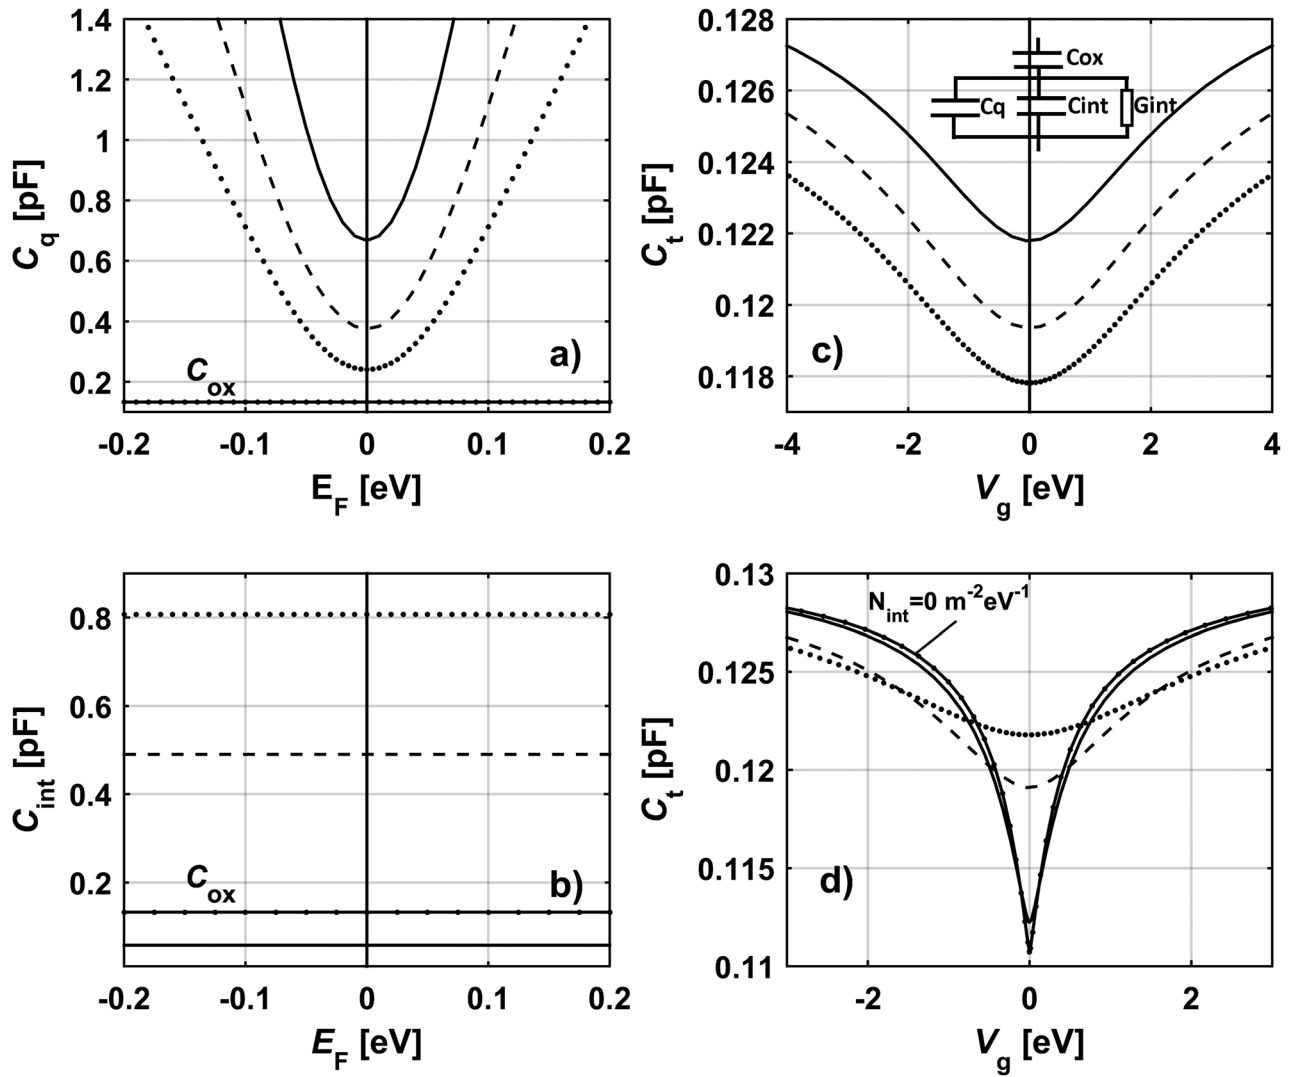 1.4
1.2
1
0.8
0.6
0.4
0.2
C_q [pF]
C_ox
a)
-0.2 -0.1 0 0.1 0.2
E_F [eV]
0.128
0.126
0.124
0.122
0.12
0.118
C_t [pF]
Cox
Cq Cint Gint
c)
-4 -2 0 2 4
V_g [eV]
0.8
0.6
0.4
0.2
C_int [pF]
C_ox
b)
-0.2 -0.1 0 0.1 0.2
E_F [eV]
0.13
0.125
0.12
0.115
0.11
C_t [pF]
N_int=0 m^-2eV^-1
d)
-2 0 2
V_g [eV]